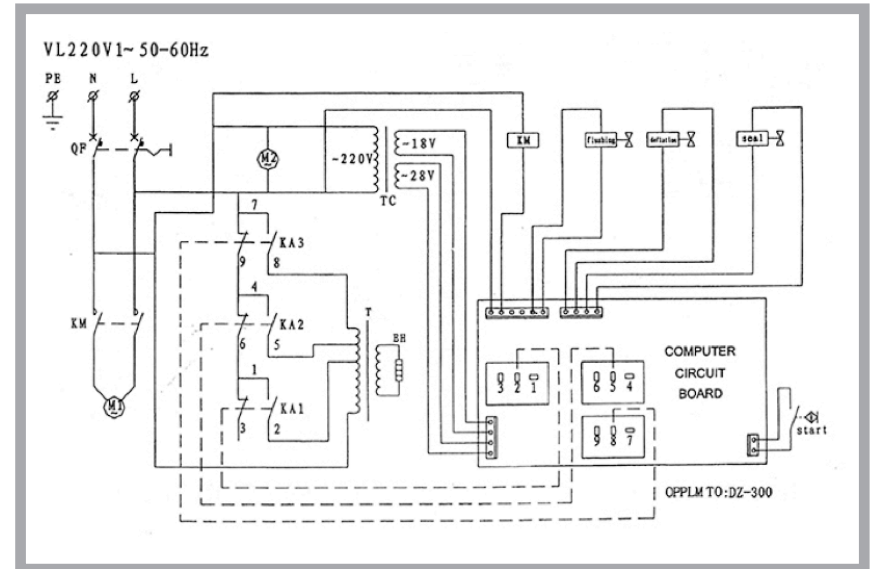 VL220V1~ 50-60Hz
PE N L
QF
M2
~220V
~18V
~28V
TC
KM
flushing
deflation
seal
7
KA3
9 8
4
KA2
6 5
1
KA1
3 2
T
EH
KM
M1
3 2 1
6 5 4
9 8 7
COMPUTER
CIRCUIT
BOARD
start
OPPLM TO:DZ-300